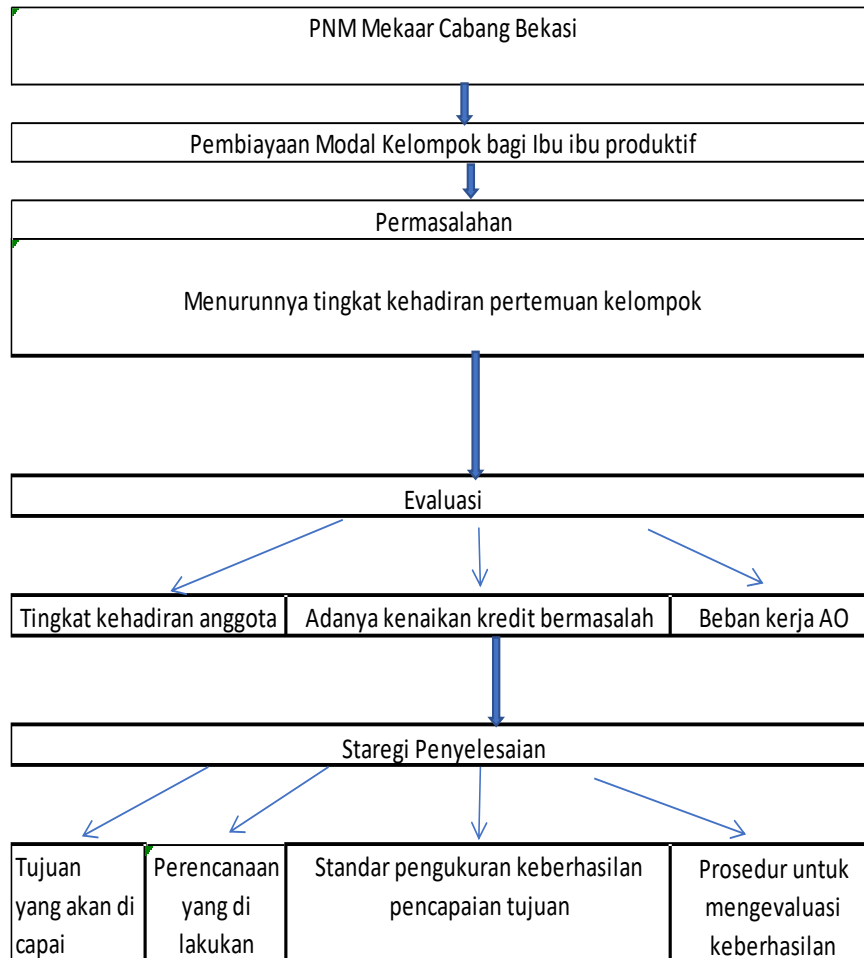 PNM Mekaar Cabang Bekasi
Pembiayaan Modal Kelompok bagi Ibu ibu produktif
Permasalahan
Menurunnya tingkat kehadiran pertemuan kelompok
Evaluasi
Tingkat kehadiran anggota
Adanya kenaikan kredit bermasalah
Beban kerja AO
Staregi Penyelesaian
Tujuan
yang akan di
capai
Perencanaan
yang di
lakukan
Standar pengukuran keberhasilan
pencapaian tujuan
Prosedur untuk
mengevaluasi
keberhasilan